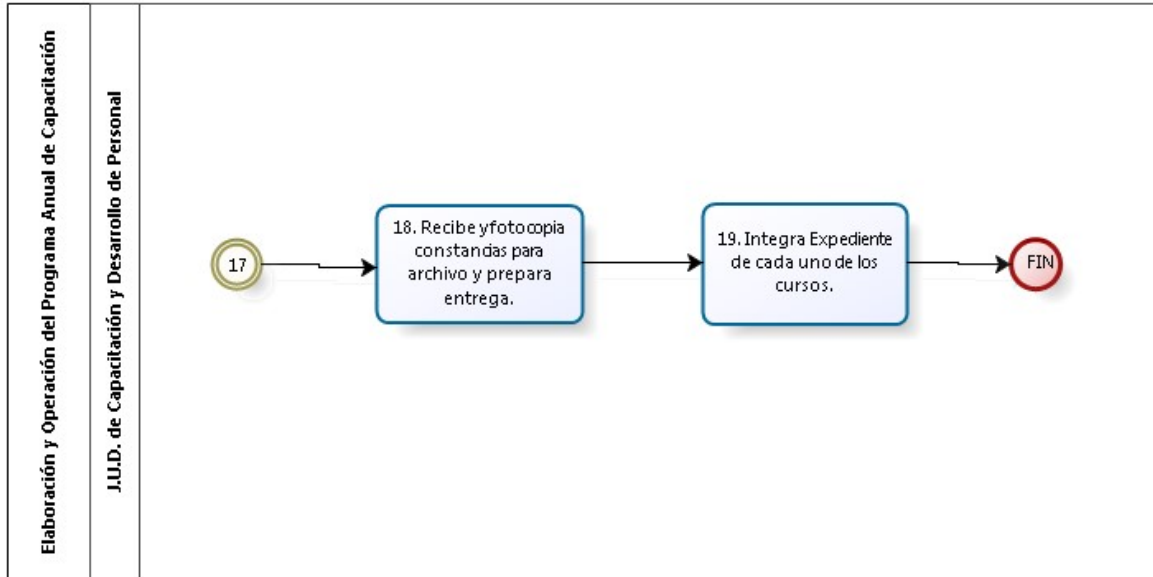 Elaboración y Operación del Programa Anual de Capacitación
J.U.D. de Capacitación y Desarrollo de Personal
17
18. Recibe y fotocopia
constancias para
archivo y prepara
entrega.
19. Integra Expediente
de cada uno de los
cursos.
FIN